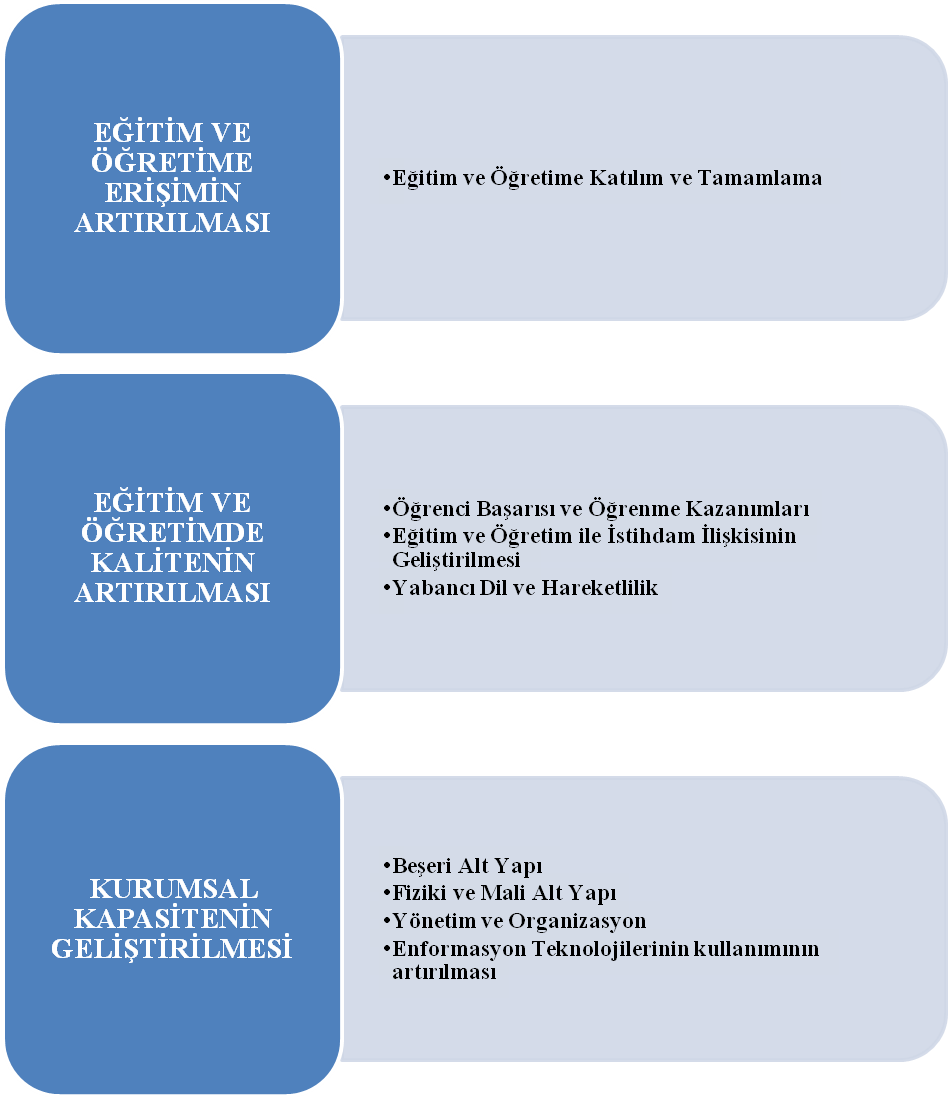 EĞİTİM VE
ÖĞRETİME
ERİŞİMİN
ARTIRILMASI
•Eğitim ve Öğretime Katılım ve Tamamlama
EĞİTİM VE
ÖĞRETİMDE
KALİTENİN
ARTIRILMASI
•Öğrenci Başarısı ve Öğrenme Kazanımları
•Eğitim ve Öğretim ile İstihdam İlişkisinin
Geliştirilmesi
•Yabancı Dil ve Hareketlilik
KURUMSAL
KAPASİTENİN
GELİŞTİRİLMESİ
•Beşeri Alt Yapı
•Fiziki ve Mali Alt Yapı
•Yönetim ve Organizasyon
•Enformasyon Teknolojilerinin kullanımının
artırılması